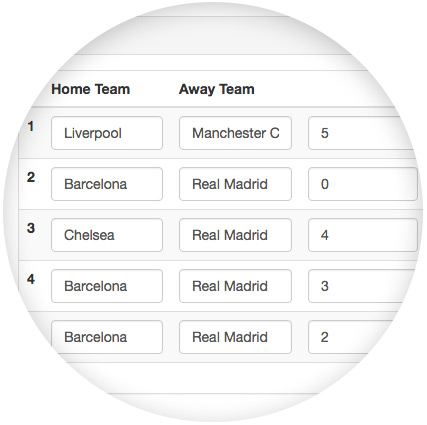 Home Team Away Team
1 Liverpool Manchester C 5
2 Barcelona Real Madrid 0
3 Chelsea Real Madrid 4
4 Barcelona Real Madrid 3
Barcelona Real Madrid 2